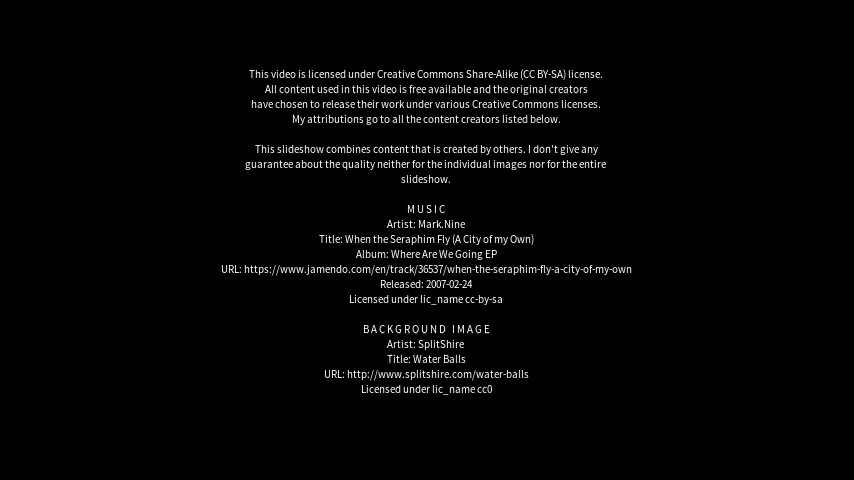 This video is licensed under Creative Commons Share-Alike (CC BY-SA) license.
All content used in this video is free available and the original creators
have chosen to release their work under various Creative Commons licenses.
My attributions go to all the content creators listed below.
This slideshow combines content that is created by others. I don't give any
guarantee about the quality neither for the individual images nor for the entire
slideshow.
MUSIC
Artist: Mark.Nine
Title: When the Seraphim Fly (A City of my Own)
Album: Where Are We Going EP
URL: https://www.jamendo.com/en/track/36537/when-the-seraphim-fly-a-city-of-my-own
Released: 2007-02-24
Licensed under lic_name cc-by-sa
BACKGROUND IMAGE
Artist: SplitShire
Title: Water Balls
URL: http://www.splitshire.com/water-balls
Licensed under lic_name cc0